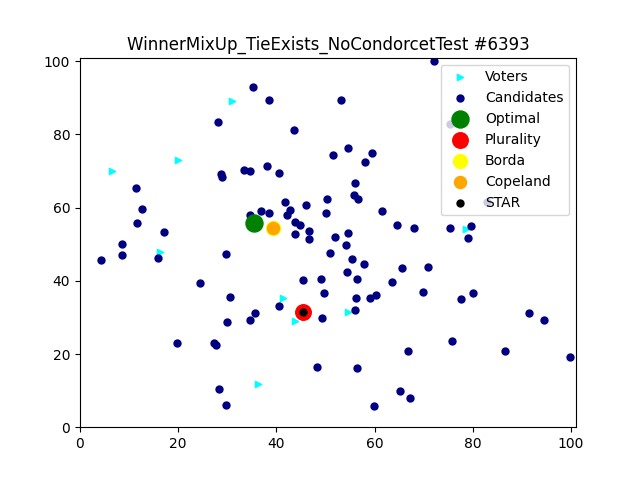 WinnerMixUp_TieExists_NoCondorcetTest #6393
Voters
Candidates
Optimal
Plurality
Borda
Copeland
STAR
100
80
60
40
20
0
0 20 40 60 80 100